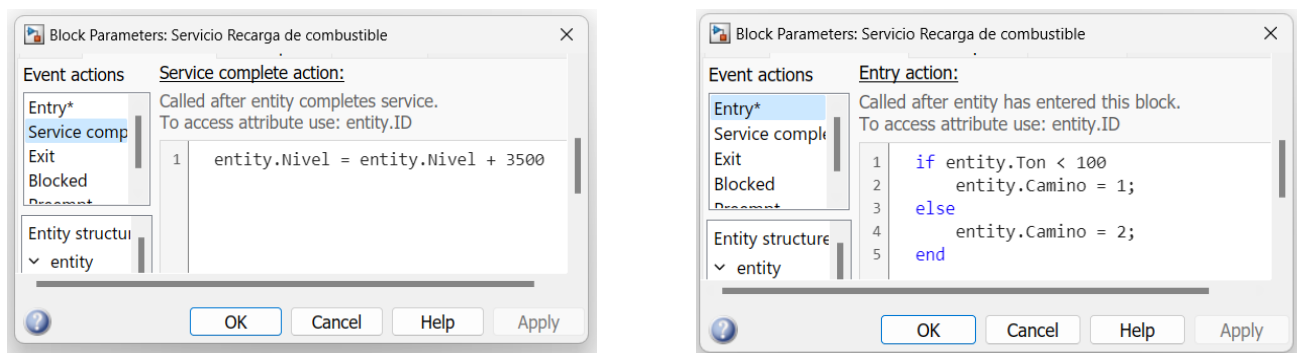 Block Parameters: Servicio Recarga de combustible
Event actions
Entry*
Service comp
Exit
Blocked
Entity structur
entity
Service complete action:
Called after entity completes service.
To access attribute use: entity.ID
1 entity.Nivel = entity.Nivel + 3500
OK Cancel Help Apply
Block Parameters: Servicio Recarga de combustible
Event actions
Entry*
Service comple
Exit
Blocked
Entity structure
entity
Entry action:
Called after entity has entered this block.
To access attribute use: entity.ID
1 if entity.Ton < 100
2 entity.Camino = 1;
3 else
4 entity.Camino = 2;
5 end
OK Cancel Help Apply